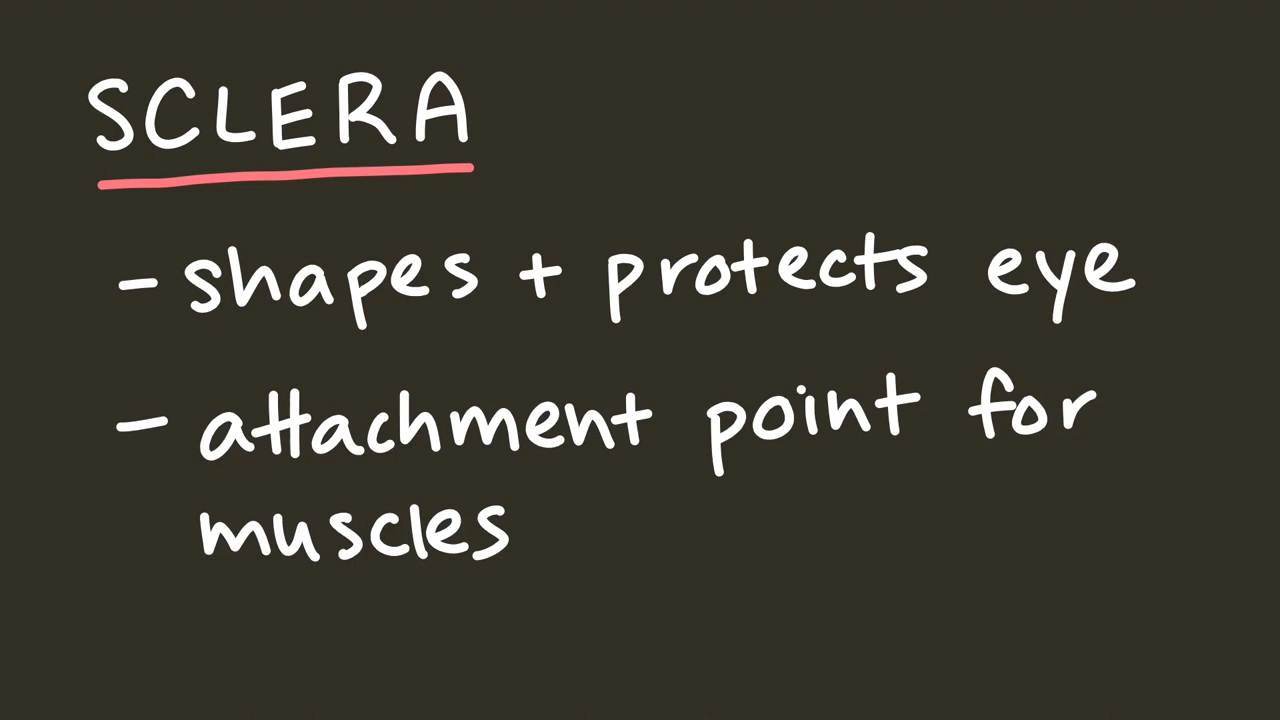 SCLERA
- shapes + protects eye
- attachment point for
muscles